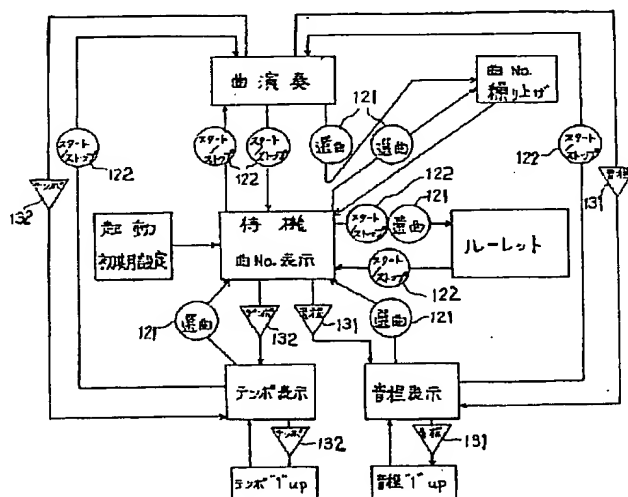 曲演奏
曲No.
繰り上げ
121
選曲
選曲
スタート
/ストップ
122
スタート
/ストップ
スタート
/ストップ
122
スタート
/ストップ
122
テンポ
132
音程
131
122
121
起動
初期設定
待機
曲No.表示
スタート
/ストップ
選曲
ルーレット
スタート
/ストップ
122
121
選曲
テンポ
132
音程
131
選曲
121
テンポ表示
音程表示
テンポ
132
音程
131
テンポ"1"up
音程"1"up